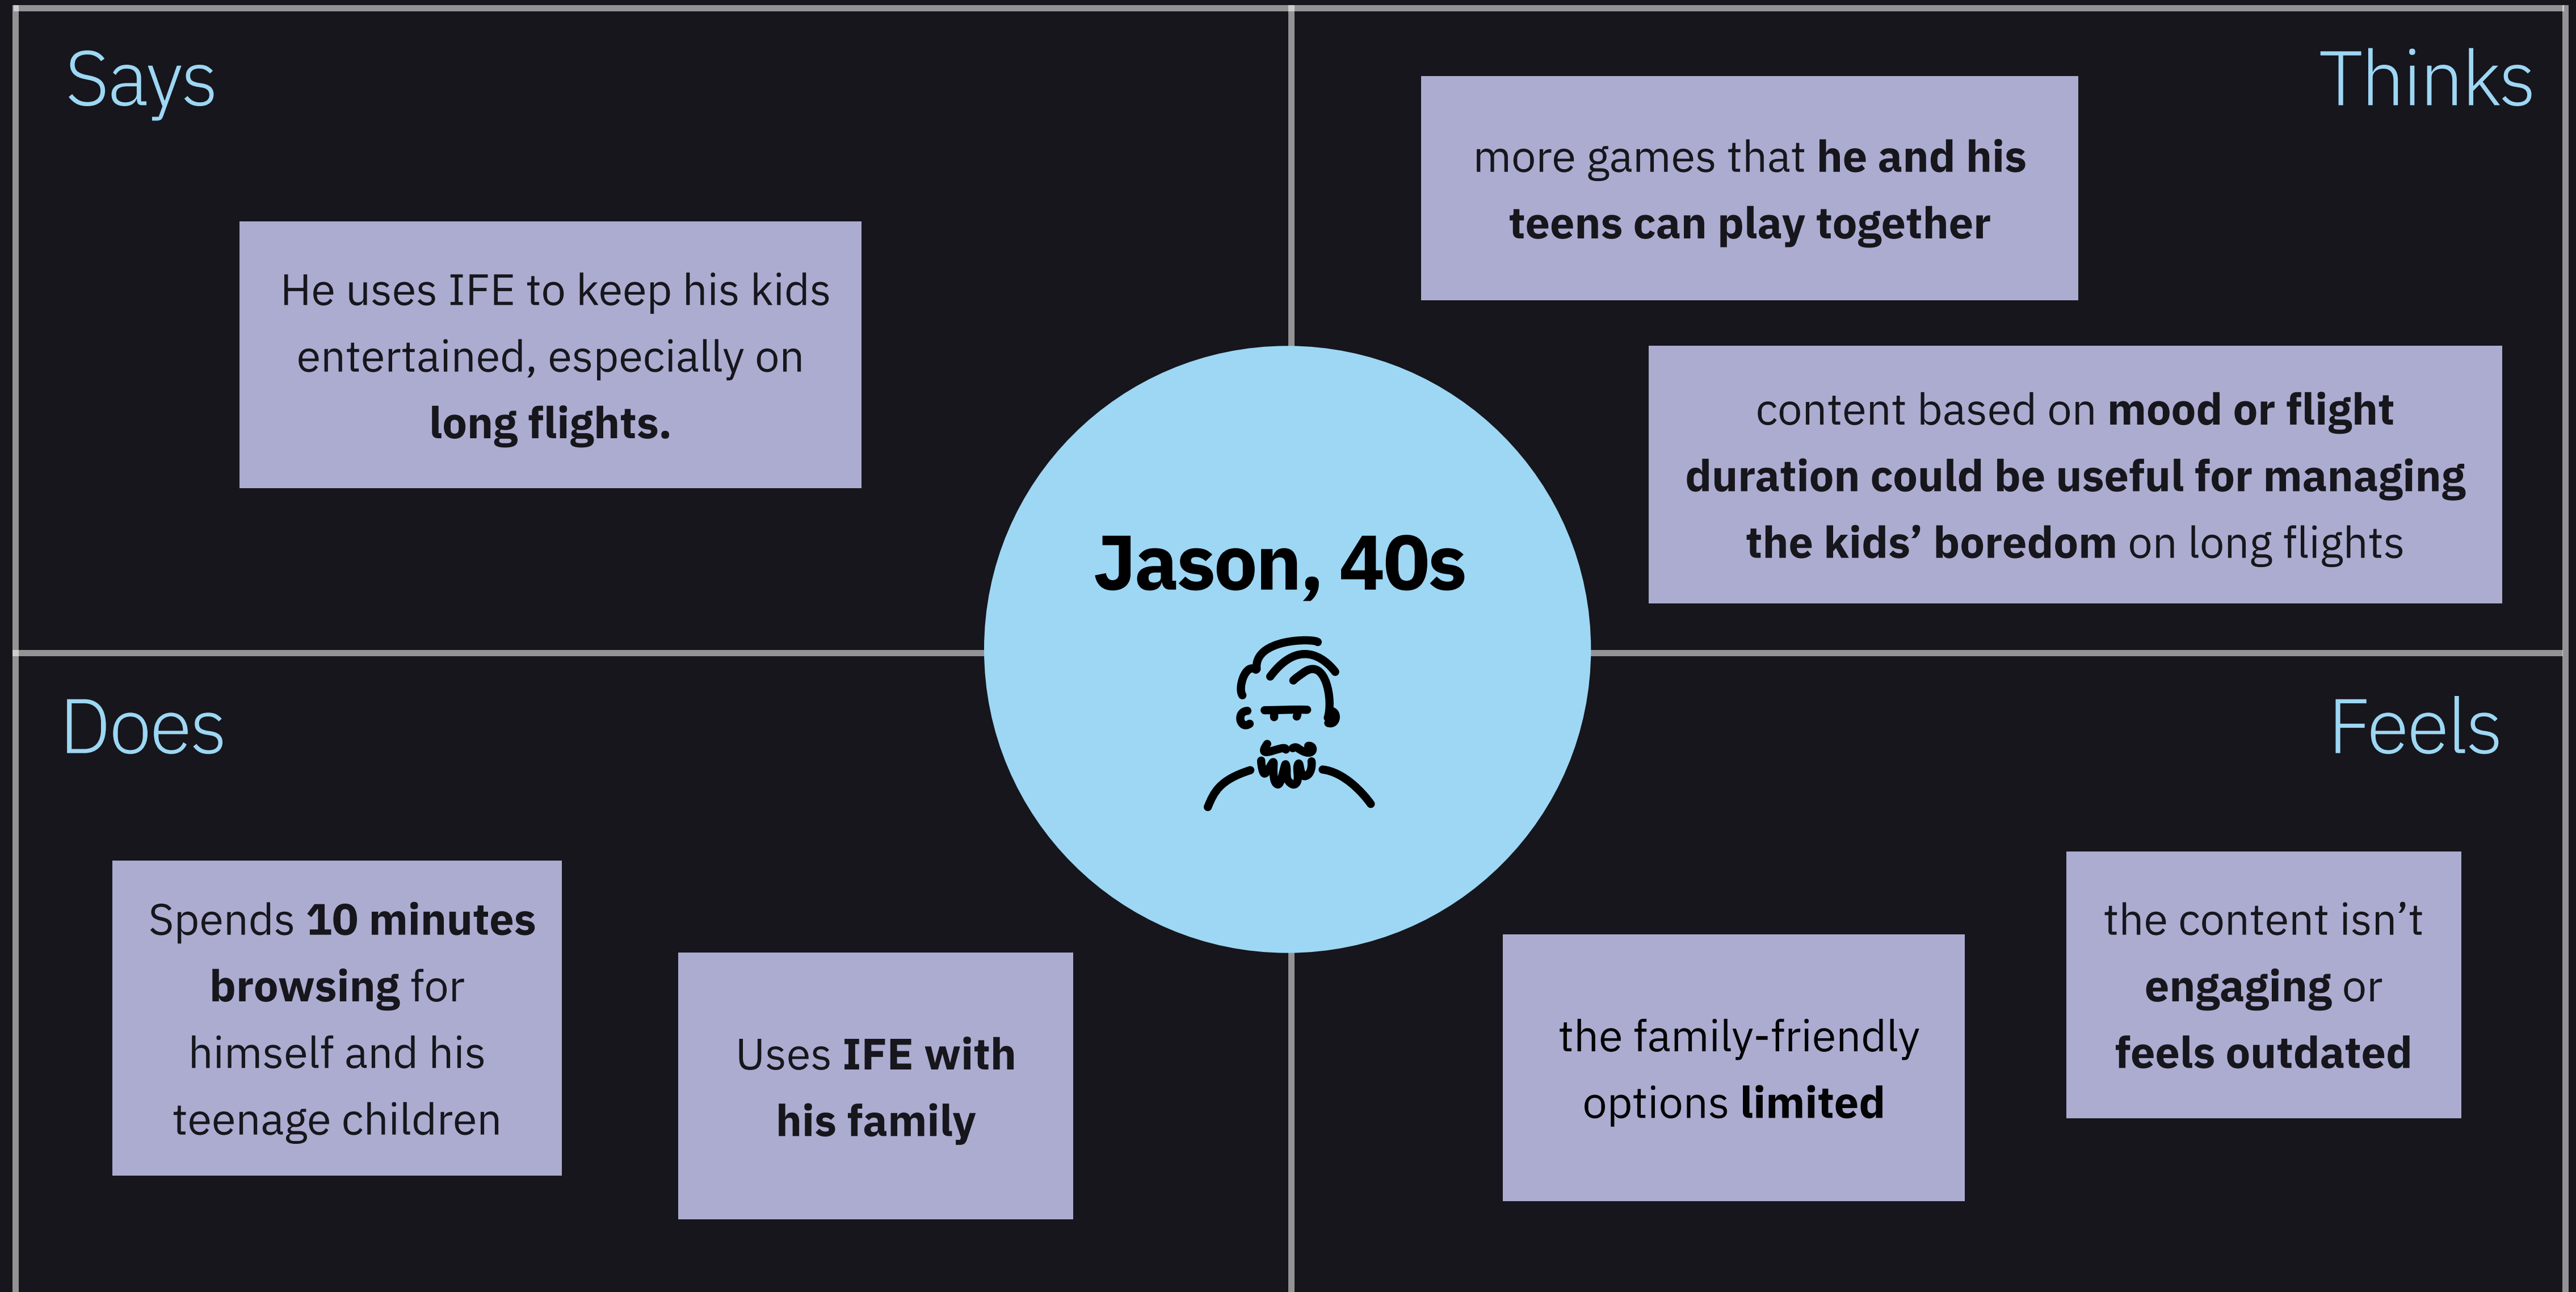 Says
He uses IFE to keep his kids
entertained, especially on
long flights.
Thinks
more games that he and his
teens can play together
content based on mood or flight
duration could be useful for managing
the kids’ boredom on long flights
Jason, 40s
Does
Spends 10 minutes
browsing for
himself and his
teenage children
Uses IFE with
his family
Feels
the family-friendly
options limited
the content isn’t
engaging or
feels outdated